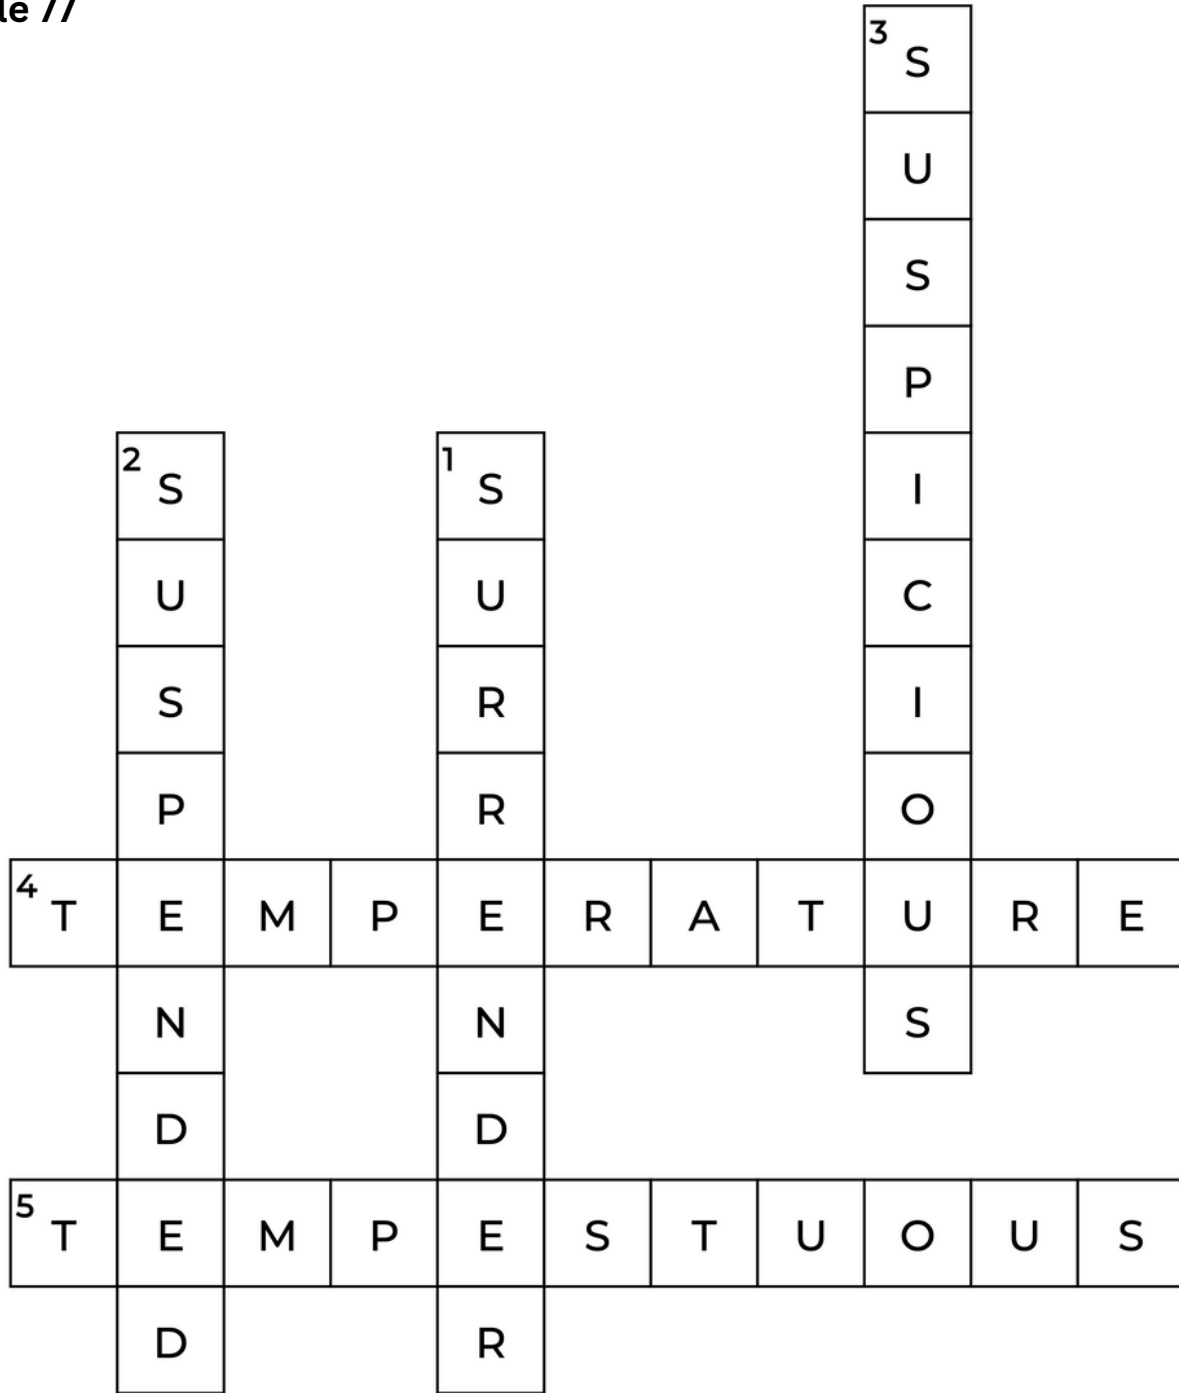 le 77
3 S
U
S
P
2 S 1 S I
U U C
S R I
P R O
4 T E M P E R A T U R E
N N S
D D
5 T E M P E S T U O U S
D R